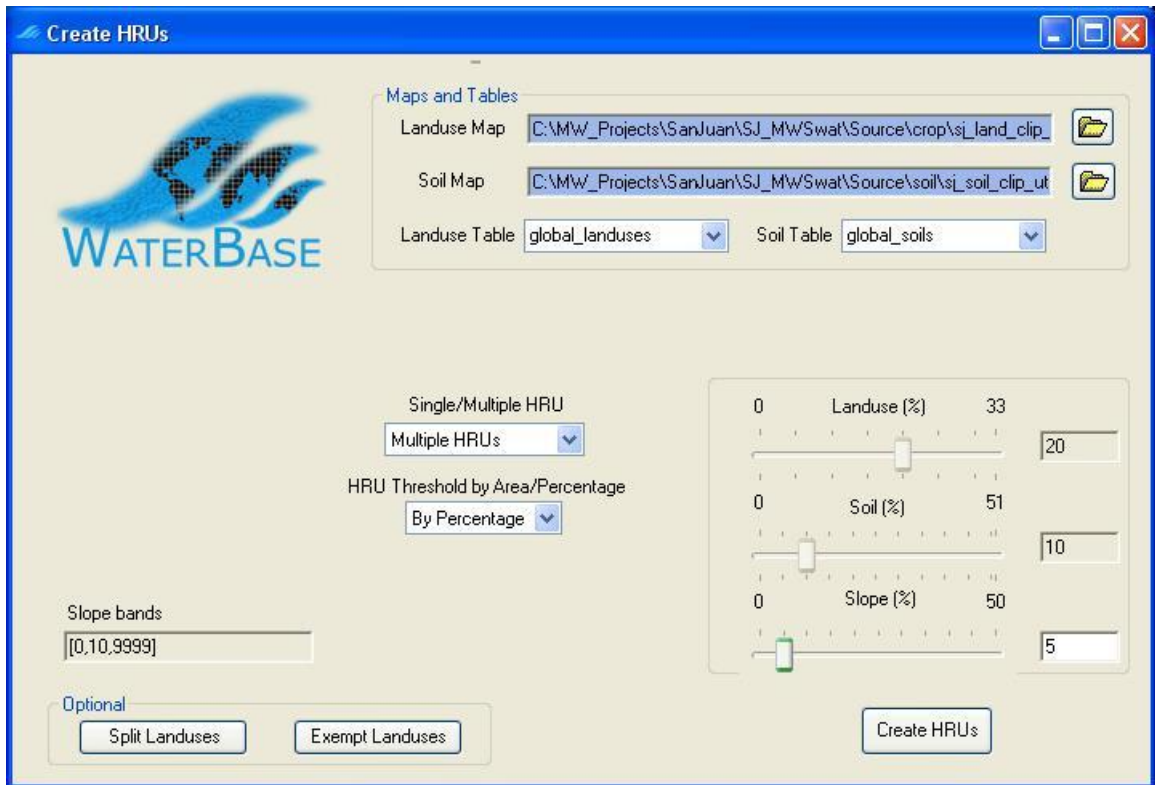 Create HRUs
WATERBASE
Maps and Tables
Landuse Map C:\MW_Projects\SanJuan\SJ_MWSwat\Source\crop\sj_land_clip_
Soil Map C:\MW_Projects\SanJuan\SJ_MWSwat\Source\soil\sj_soil_clip_ut
Landuse Table global_landuses Soil Table global_soils
Single/Multiple HRU
Multiple HRUs
HRU Threshold by Area/Percentage
By Percentage
0 Landuse (%) 33
20
0 Soil (%) 51
10
0 Slope (%) 50
5
Slope bands
[0,10,9999]
Optional
Split Landuses Exempt Landuses
Create HRUs